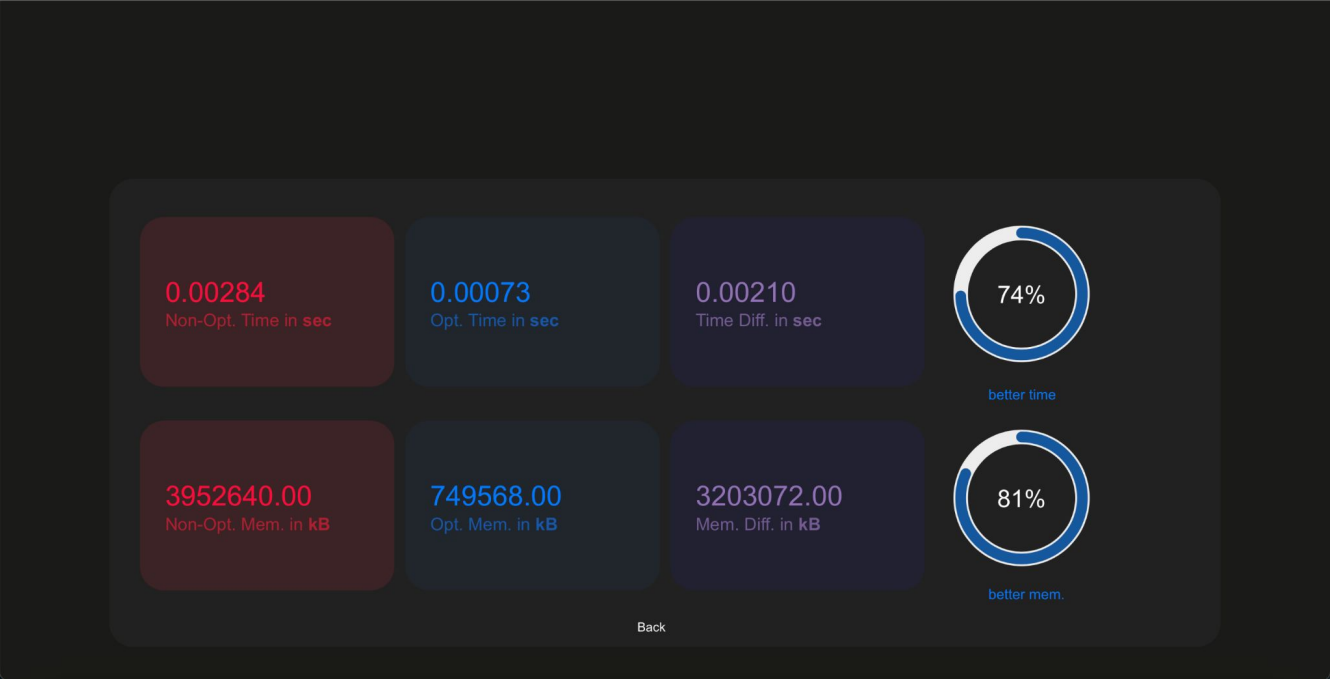 0.00284
Non-Opt. Time in sec
0.00073
Opt. Time in sec
0.00210
Time Diff. in sec
74%
better time
3952640.00
Non-Opt. Mem. in kB
749568.00
Opt. Mem. in kB
3203072.00
Mem. Diff. in kB
81%
better mem.
Back